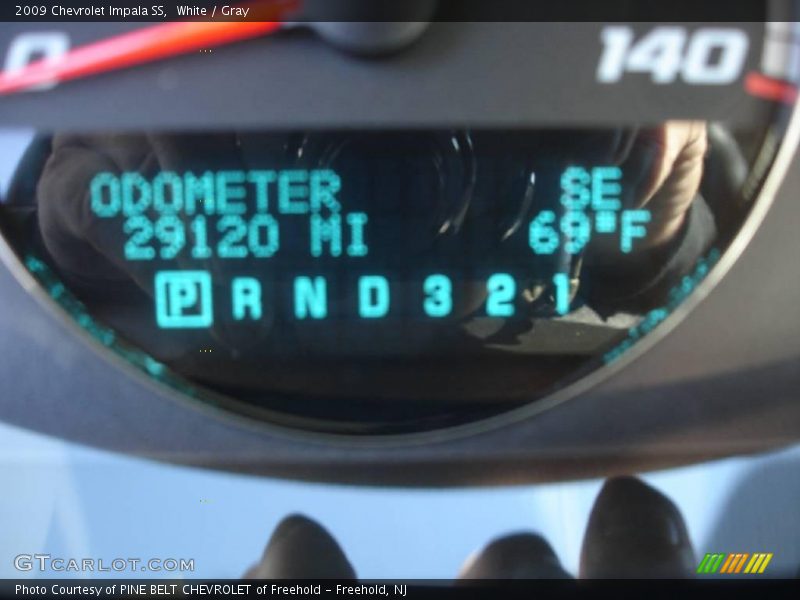 2009 Chevrolet Impala SS, White / Gray
0 140
ODOMETER SE
29120 MI 69°F
P R N D 3 2 1
GTCARLOT.COM
Photo Courtesy of PINE BELT CHEVROLET of Freehold - Freehold, NJ